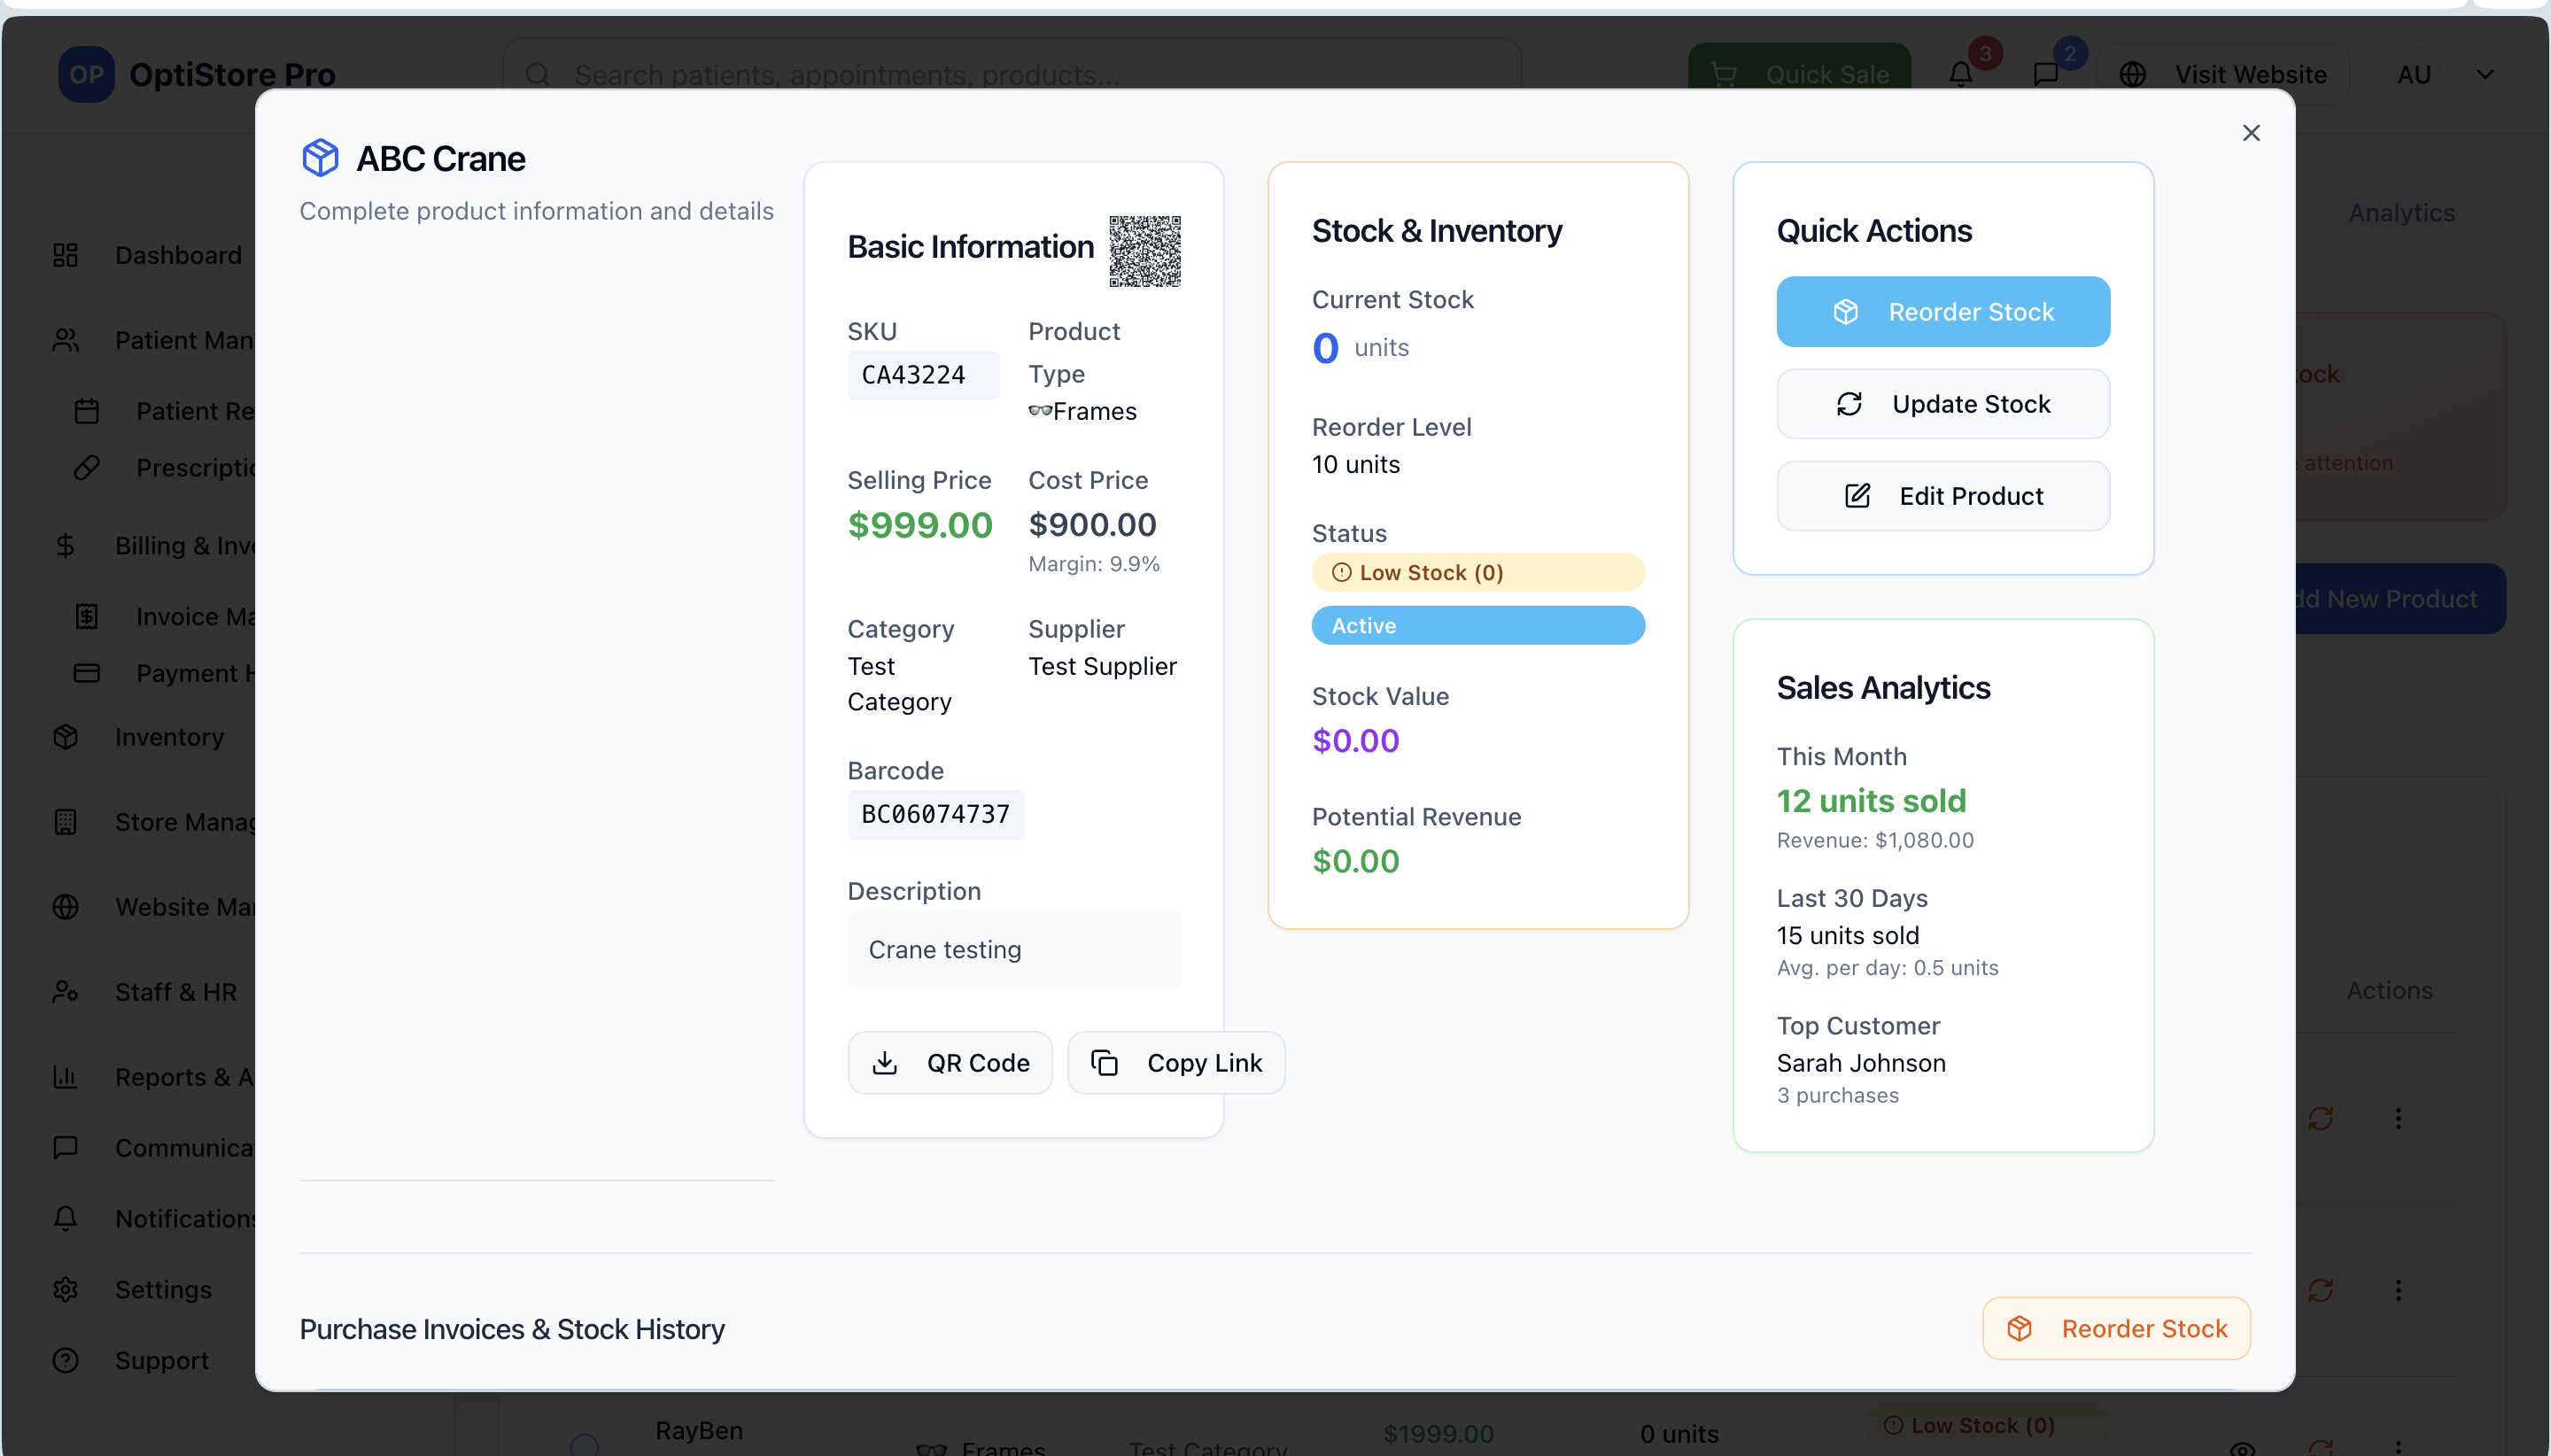 OP OptiStore Pro
Search patients, appointments, products...
Quick Sale
3
2
Visit Website
AU
Analytics
Dashboard
Patient Man
Patient Re
Prescriptio
Billing & Inv
Invoice Ma
Payment H
Inventory
Store Manag
Website Ma
Staff & HR
Reports & A
Communica
Notifications
Settings
Support
ABC Crane
Complete product information and details
Basic Information
SKU
CA43224
Product
Type
Frames
Selling Price
$999.00
Cost Price
$900.00
Margin: 9.9%
Category
Test
Category
Supplier
Test Supplier
Barcode
BC06074737
Description
Crane testing
QR Code
Copy Link
Stock & Inventory
Current Stock
0 units
Reorder Level
10 units
Status
Low Stock (0)
Active
Stock Value
$0.00
Potential Revenue
$0.00
Quick Actions
Reorder Stock
Update Stock
Edit Product
Sales Analytics
This Month
12 units sold
Revenue: $1,080.00
Last 30 Days
15 units sold
Avg. per day: 0.5 units
Top Customer
Sarah Johnson
3 purchases
Purchase Invoices & Stock History
Reorder Stock
ock
attention
dd New Product
Actions
RayBen
Frames
Test Category
$1999.00
0 units
Low Stock (0)